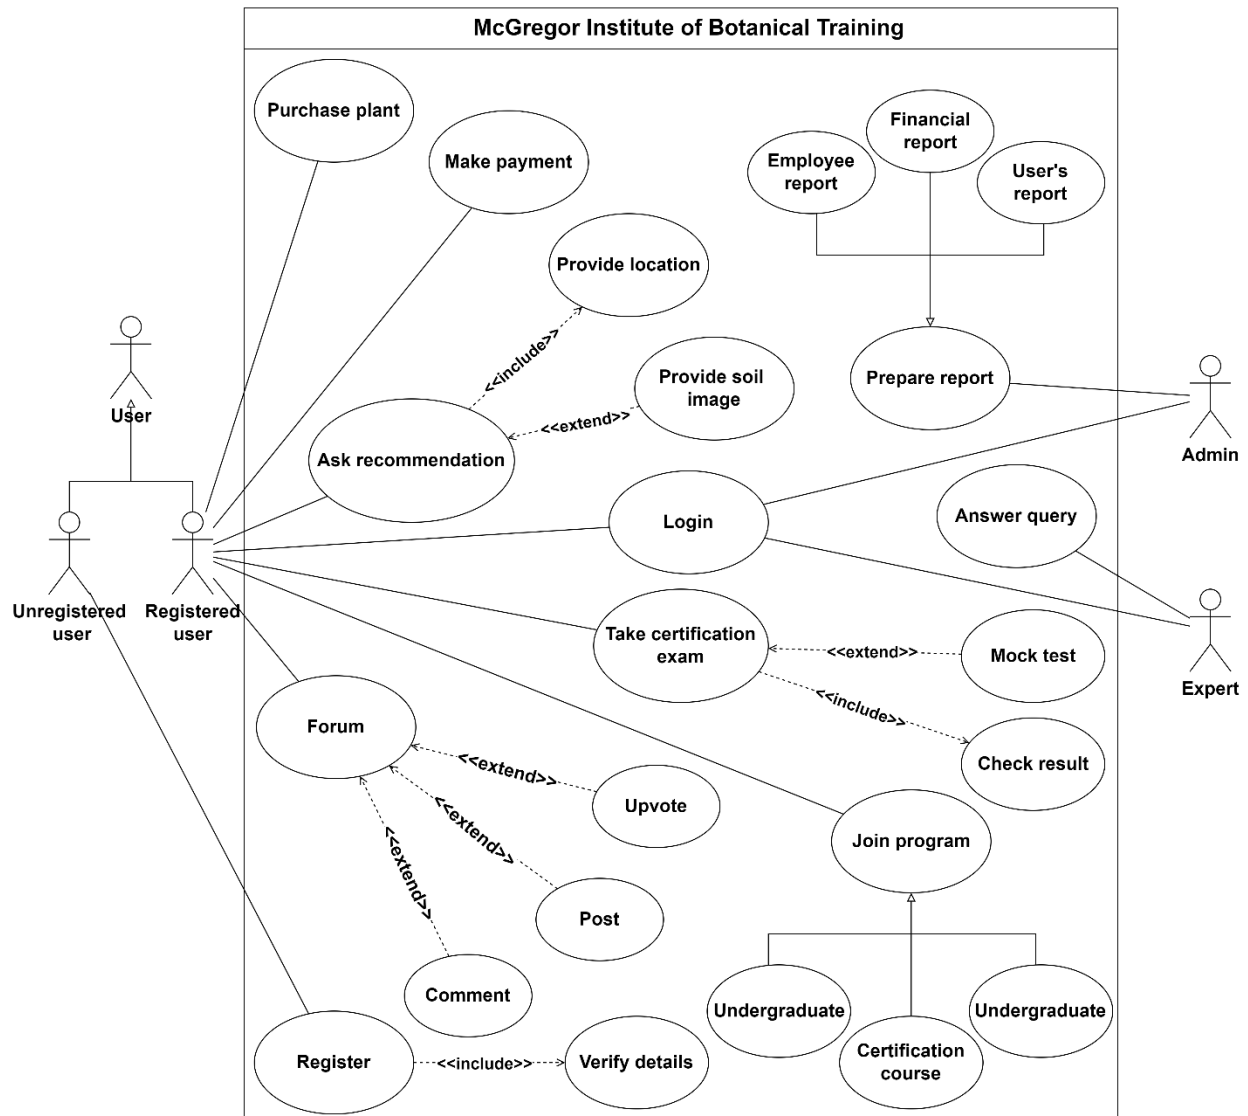 McGregor Institute of Botanical Training
Purchase plant
Make payment
Financial
report
Employee
report
User's
report
Provide location
<<include>>
Provide soil
image
<<extend>>
Prepare report
User
Ask recommendation
Admin
Login
Answer query
Unregistered
user
Registered
user
Take certification
exam
<<extend>>
Mock test
Expert
<<include>>
Check result
Forum
<<extend>>
Upvote
<<extend>>
Join program
<<extend>>
Post
Comment
Undergraduate
Undergraduate
Certification
course
Register
<<include>>
Verify details